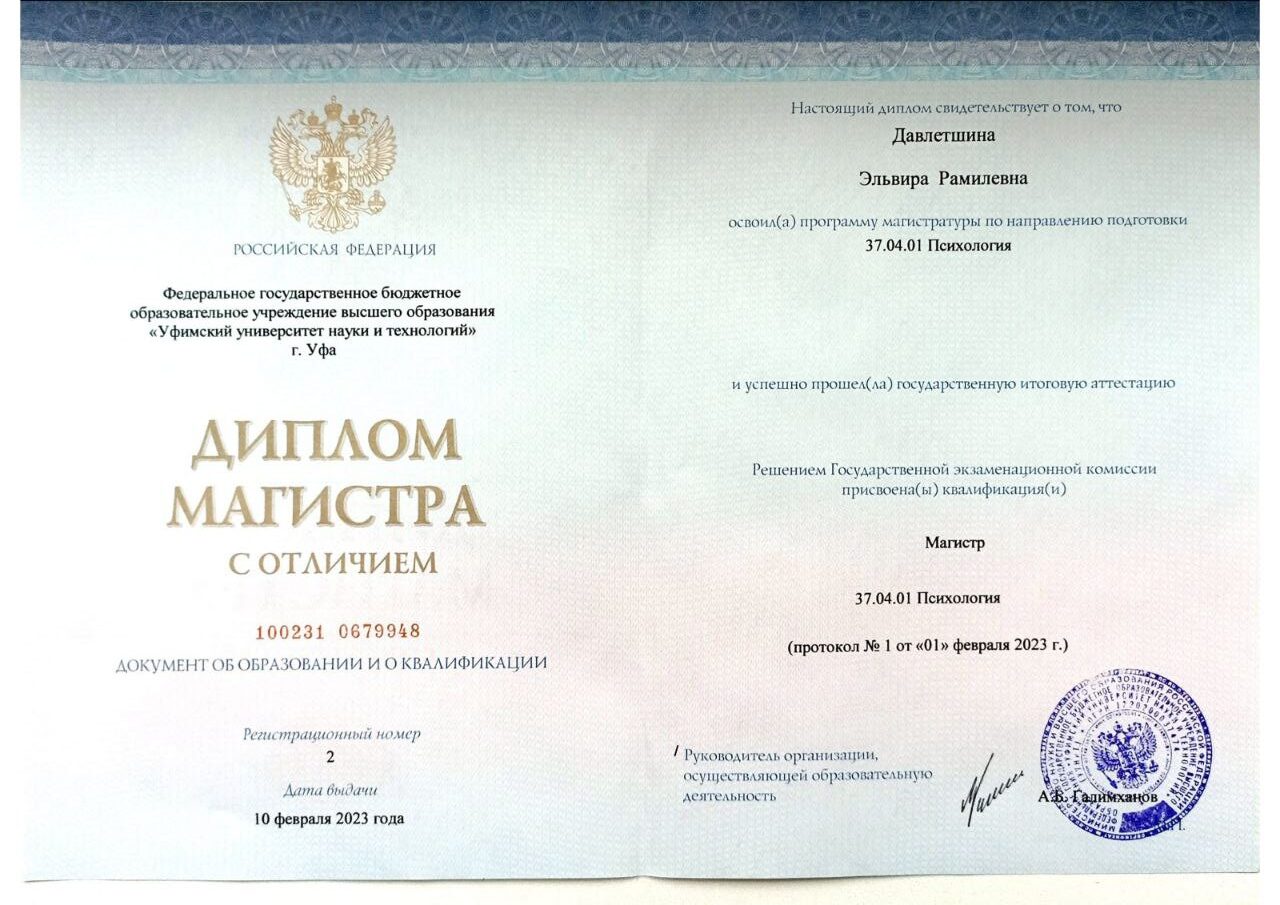 РОССИЙСКАЯ ФЕДЕРАЦИЯ
Федеральное государственное бюджетное
образовательное учреждение высшего образования
«Уфимский университет науки и технологий»
г. Уфа
ДИПЛОМ
МАГИСТРА
С ОТЛИЧИЕМ
100231 0679948
ДОКУМЕНТ ОБ ОБРАЗОВАНИИ И О КВАЛИФИКАЦИИ
Регистрационный номер
2
Дата выдачи
10 февраля 2023 года
Настоящий диплом свидетельствует о том, что
Давлетшина
Эльвира Рамилевна
освоил(а) программу магистратуры по направлению подготовки
37.04.01 Психология
и успешно прошел(ла) государственную итоговую аттестацию
Решением Государственной экзаменационной комиссии
присвоена(ы) квалификация(и)
Магистр
37.04.01 Психология
(протокол № 1 от «01» февраля 2023 г.)
/ Руководитель организации,
осуществляющей образовательную
деятельность
А.В. Галимханов